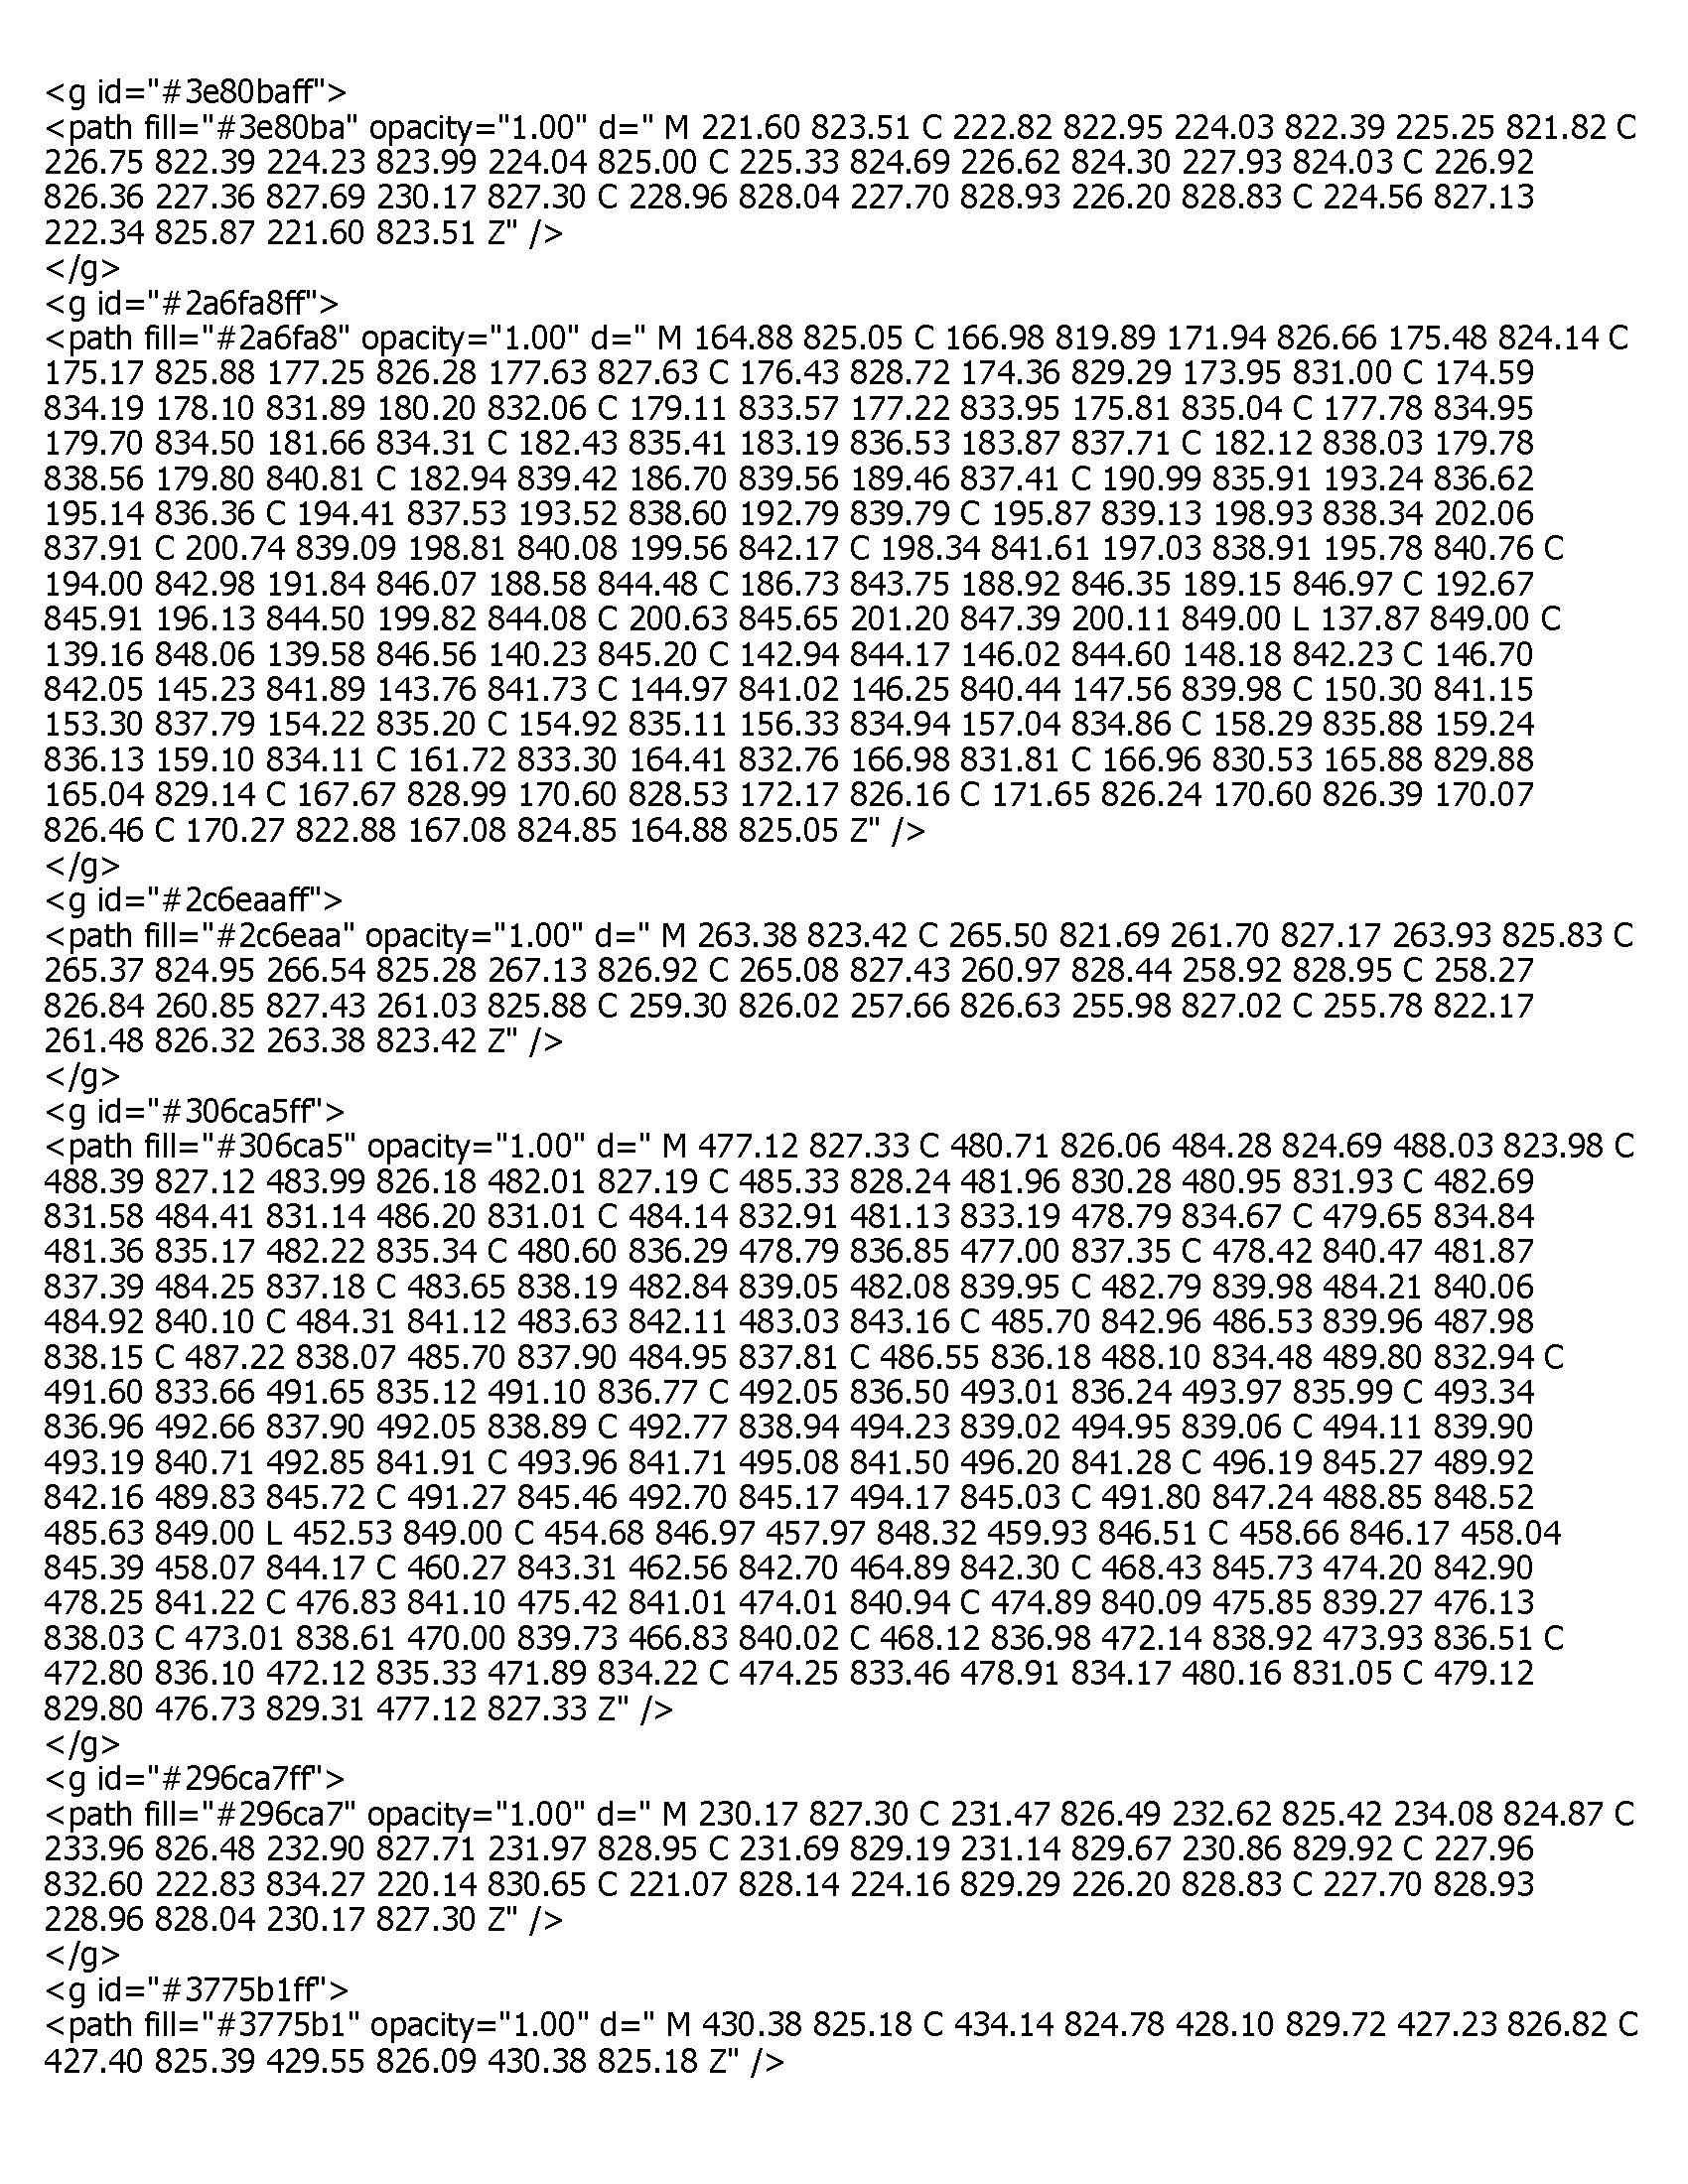 <g id="#3e80baff">
<path fill="#3e80ba" opacity="1.00" d=" M 221.60 823.51 C 222.82 822.95 224.03 822.39 225.25 821.82 C
226.75 822.39 224.23 823.99 224.04 825.00 C 225.33 824.69 226.62 824.30 227.93 824.03 C 226.92
826.36 227.36 827.69 230.17 827.30 C 228.96 828.04 227.70 828.93 226.20 828.83 C 224.56 827.13
222.34 825.87 221.60 823.51 Z" />
</g>
<g id="#2a6fa8ff">
<path fill="#2a6fa8" opacity="1.00" d=" M 164.88 825.05 C 166.98 819.89 171.94 826.66 175.48 824.14 C
175.17 825.88 177.25 826.28 177.63 827.63 C 176.43 828.72 174.36 829.29 173.95 831.00 C 174.59
834.19 178.10 831.89 180.20 832.06 C 179.11 833.57 177.22 833.95 175.81 835.04 C 177.78 834.95
179.70 834.50 181.66 834.31 C 182.43 835.41 183.19 836.53 183.87 837.71 C 182.12 838.03 179.78
838.56 179.80 840.81 C 182.94 839.42 186.70 839.56 189.46 837.41 C 190.99 835.91 193.24 836.62
195.14 836.36 C 194.41 837.53 193.52 838.60 192.79 839.79 C 195.87 839.13 198.93 838.34 202.06
837.91 C 200.74 839.09 198.81 840.08 199.56 842.17 C 198.34 841.61 197.03 838.91 195.78 840.76 C
194.00 842.98 191.84 846.07 188.58 844.48 C 186.73 843.75 188.92 846.35 189.15 846.97 C 192.67
845.91 196.13 844.50 199.82 844.08 C 200.63 845.65 201.20 847.39 200.11 849.00 L 137.87 849.00 C
139.16 848.06 139.58 846.56 140.23 845.20 C 142.94 844.17 146.02 844.60 148.18 842.23 C 146.70
842.05 145.23 841.89 143.76 841.73 C 144.97 841.02 146.25 840.44 147.56 839.98 C 150.30 841.15
153.30 837.79 154.22 835.20 C 154.92 835.11 156.33 834.94 157.04 834.86 C 158.29 835.88 159.24
836.13 159.10 834.11 C 161.72 833.30 164.41 832.76 166.98 831.81 C 166.96 830.53 165.88 829.88
165.04 829.14 C 167.67 828.99 170.60 828.53 172.17 826.16 C 171.65 826.24 170.60 826.39 170.07
826.46 C 170.27 822.88 167.08 824.85 164.88 825.05 Z" />
</g>
<g id="#2c6eaaff">
<path fill="#2c6eaa" opacity="1.00" d=" M 263.38 823.42 C 265.50 821.69 261.70 827.17 263.93 825.83 C
265.37 824.95 266.54 825.28 267.13 826.92 C 265.08 827.43 260.97 828.44 258.92 828.95 C 258.27
826.84 260.85 827.43 261.03 825.88 C 259.30 826.02 257.66 826.63 255.98 827.02 C 255.78 822.17
261.48 826.32 263.38 823.42 Z" />
</g>
<g id="#306ca5ff">
<path fill="#306ca5" opacity="1.00" d=" M 477.12 827.33 C 480.71 826.06 484.28 824.69 488.03 823.98 C
488.39 827.12 483.99 826.18 482.01 827.19 C 485.33 828.24 481.96 830.28 480.95 831.93 C 482.69
831.58 484.41 831.14 486.20 831.01 C 484.14 832.91 481.13 833.19 478.79 834.67 C 479.65 834.84
481.36 835.17 482.22 835.34 C 480.60 836.29 478.79 836.85 477.00 837.35 C 478.42 840.47 481.87
837.39 484.25 837.18 C 483.65 838.19 482.84 839.05 482.08 839.95 C 482.79 839.98 484.21 840.06
484.92 840.10 C 484.31 841.12 483.63 842.11 483.03 843.16 C 485.70 842.96 486.53 839.96 487.98
838.15 C 487.22 838.07 485.70 837.90 484.95 837.81 C 486.55 836.18 488.10 834.48 489.80 832.94 C
491.60 833.66 491.65 835.12 491.10 836.77 C 492.05 836.50 493.01 836.24 493.97 835.99 C 493.34
836.96 492.66 837.90 492.05 838.89 C 492.77 838.94 494.23 839.02 494.95 839.06 C 494.11 839.90
493.19 840.71 492.85 841.91 C 493.96 841.71 495.08 841.50 496.20 841.28 C 496.19 845.27 489.92
842.16 489.83 845.72 C 491.27 845.46 492.70 845.17 494.17 845.03 C 491.80 847.24 488.85 848.52
485.63 849.00 L 452.53 849.00 C 454.68 846.97 457.97 848.32 459.93 846.51 C 458.66 846.17 458.04
845.39 458.07 844.17 C 460.27 843.31 462.56 842.70 464.89 842.30 C 468.43 845.73 474.20 842.90
478.25 841.22 C 476.83 841.10 475.42 841.01 474.01 840.94 C 474.89 840.09 475.85 839.27 476.13
838.03 C 473.01 838.61 470.00 839.73 466.83 840.02 C 468.12 836.98 472.14 838.92 473.93 836.51 C
472.80 836.10 472.12 835.33 471.89 834.22 C 474.25 833.46 478.91 834.17 480.16 831.05 C 479.12
829.80 476.73 829.31 477.12 827.33 Z" />
</g>
<g id="#296ca7ff">
<path fill="#296ca7" opacity="1.00" d=" M 230.17 827.30 C 231.47 826.49 232.62 825.42 234.08 824.87 C
233.96 826.48 232.90 827.71 231.97 828.95 C 231.69 829.19 231.14 829.67 230.86 829.92 C 227.96
832.60 222.83 834.27 220.14 830.65 C 221.07 828.14 224.16 829.29 226.20 828.83 C 227.70 828.93
228.96 828.04 230.17 827.30 Z" />
</g>
<g id="#3775b1ff">
<path fill="#3775b1" opacity="1.00" d=" M 430.38 825.18 C 434.14 824.78 428.10 829.72 427.23 826.82 C
427.40 825.39 429.55 826.09 430.38 825.18 Z" />